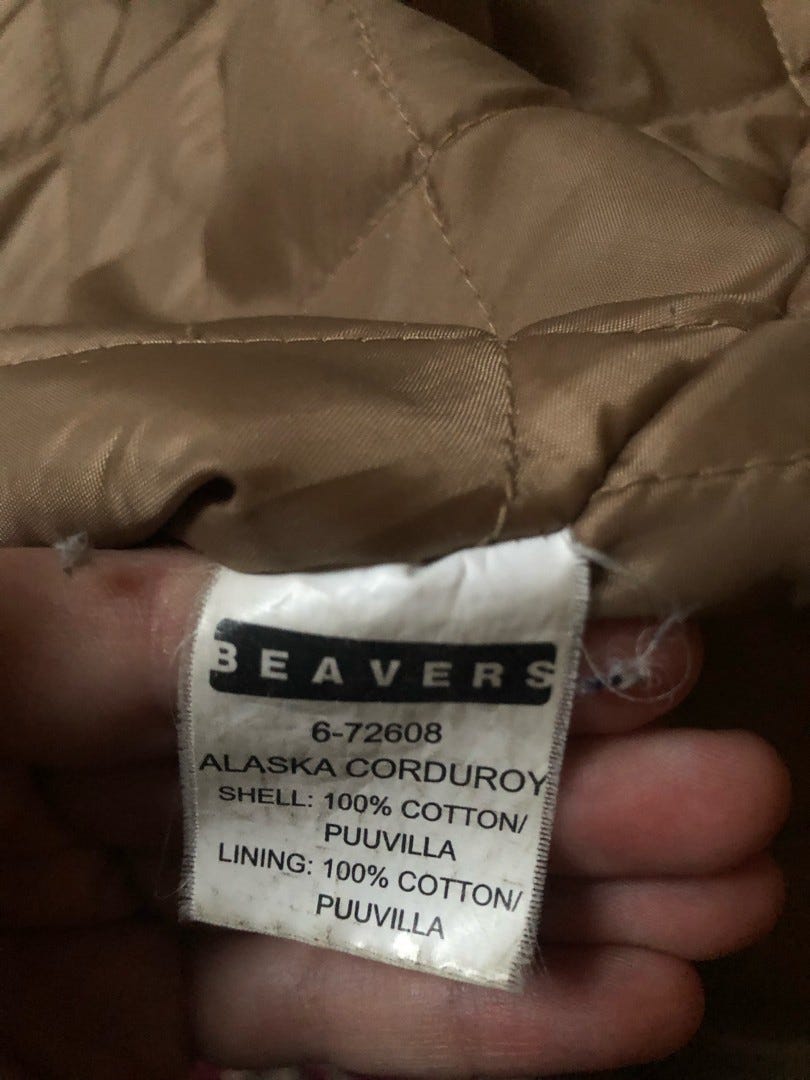 BEAVERS
6-72608
ALASKA CORDUROY
SHELL: 100% COTTON/
PUUVILLA
LINING: 100% COTTON/
PUUVILLA